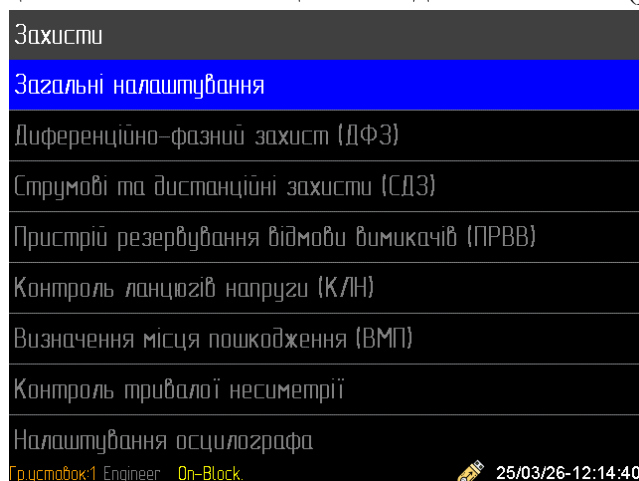 Захисти
Загальні налаштування
Диференційно-фазний захист (ДФЗ)
Струмові та дистанційні захисти (СДЗ)
Пристрій резервування відмови вимикачів (ПРВВ)
Контроль ланцюгів напруги (КЛН)
Визначення місця пошкодження (ВМП)
Контроль тривалої несиметрії
Налаштування осцилографа
Гр.уставок:1 Engineer On-Block. 25/03/26-12:14:40